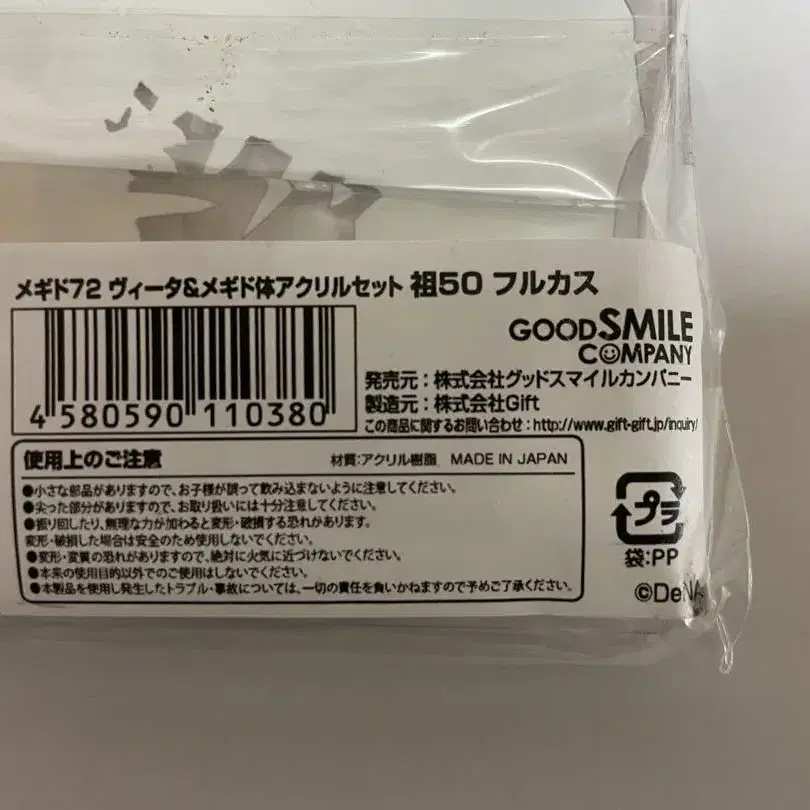 メギド72 ヴィータ&メギド体アクリルセット 祖50 フルカス
GOODSMILE
COMPANY
発売元：株式会社グッドスマイルカンパニー
製造元：株式会社Gift
この商品に関するお問い合わせ：http://www.gift-gift.jp/inquiry/
4 580590 110380
使用上のご注意
材質：アクリル樹脂 MADE IN JAPAN
●小さな部品がありますので、お子様が誤って飲み込まないように注意してください。
●尖った部分がありますので、お取り扱いには十分注意してください。
●振り回したり、無理な力が加わると変形・破損する恐れがあります。
変形・破損した場合は安全のため使用しないでください。
●変形・変質の恐れがありますので、絶対に火気に近づけないでください。
●本来の使用目的以外でのご使用はしないでください。
●本製品を使用し発生したトラブル・事故については、一切の責任を負いかねますので予めご了承ください。
プラ
袋：PP
©DeNA